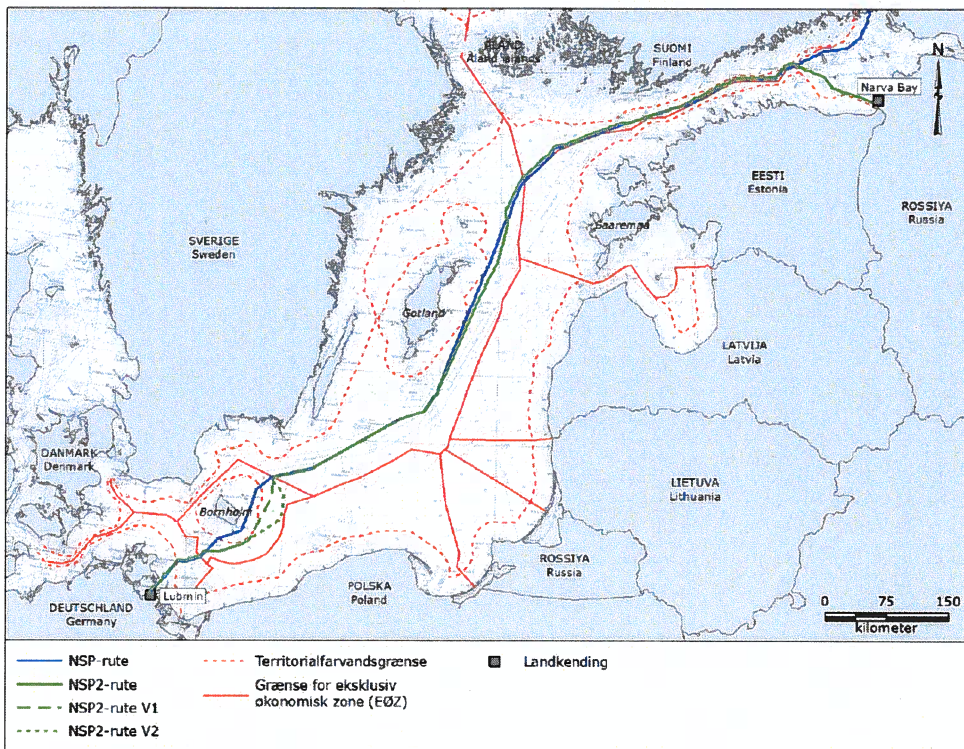 ÅLAND
Åland Islands
SUOMI
Finland
N
Narva Bay
EESTI
Estonia
ROSSIYA
Russia
Saaremaa
SVERIGE
Sweden
Gotland
LATVIJA
Latvia
DANMARK
Denmark
LIETUVA
Lithuania
Bornholm
ROSSIYA
Russia
POLSKA
Poland
Lubmin
DEUTSCHLAND
Germany
0 75 150
kilometer
NSP-rute
NSP2-rute
NSP2-rute V1
NSP2-rute V2
Territorialfarvandsgrænse
Grænse for eksklusiv
økonomisk zone (EØZ)
Landkending